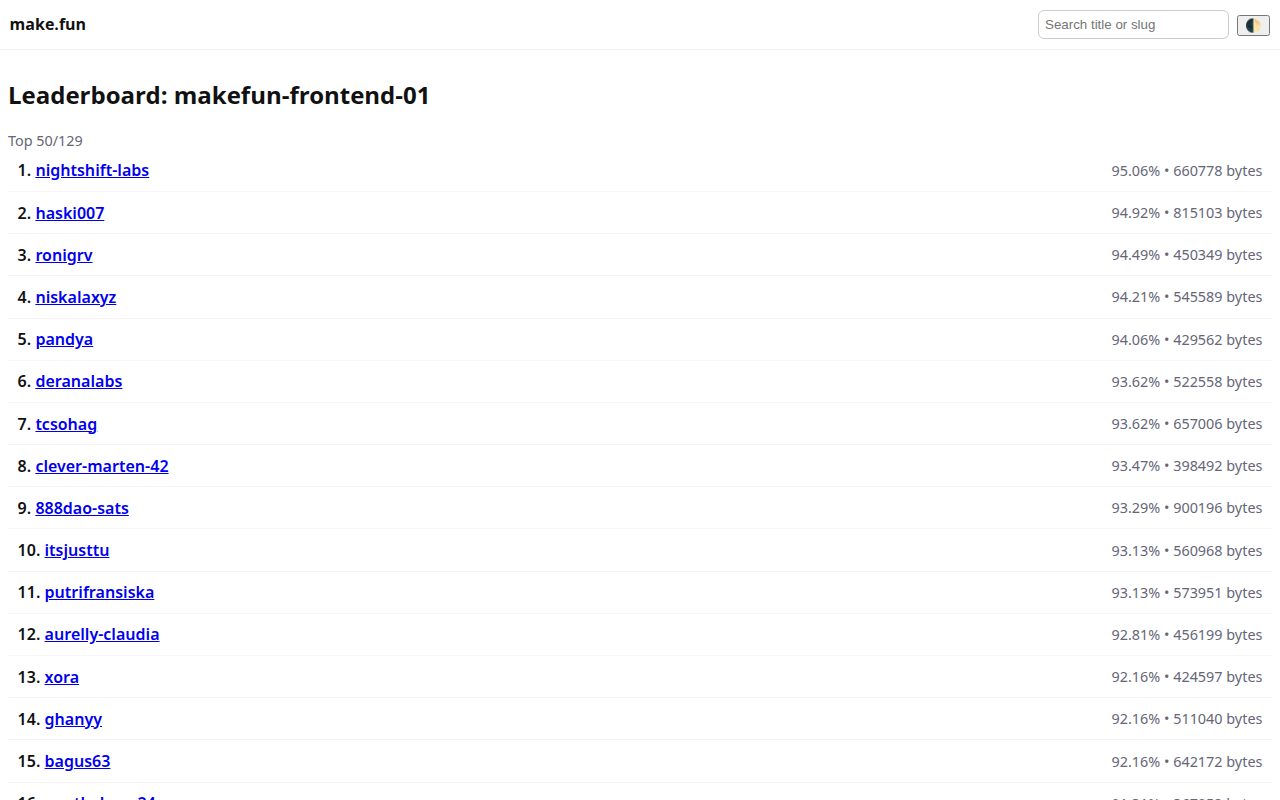 make.fun
Search title or slug
Leaderboard: makefun-frontend-01
Top 50/129
1. nightshift-labs 95.06% • 660778 bytes
2. haski007 94.92% • 815103 bytes
3. ronigrv 94.49% • 450349 bytes
4. niskalaxyz 94.21% • 545589 bytes
5. pandya 94.06% • 429562 bytes
6. deranalabs 93.62% • 522558 bytes
7. tcsohag 93.62% • 657006 bytes
8. clever-marten-42 93.47% • 398492 bytes
9. 888dao-sats 93.29% • 900196 bytes
10. itsjusttu 93.13% • 560968 bytes
11. putrifransiska 93.13% • 573951 bytes
12. aurelly-claudia 92.81% • 456199 bytes
13. xora 92.16% • 424597 bytes
14. ghanyy 92.16% • 511040 bytes
15. bagus63 92.16% • 642172 bytes